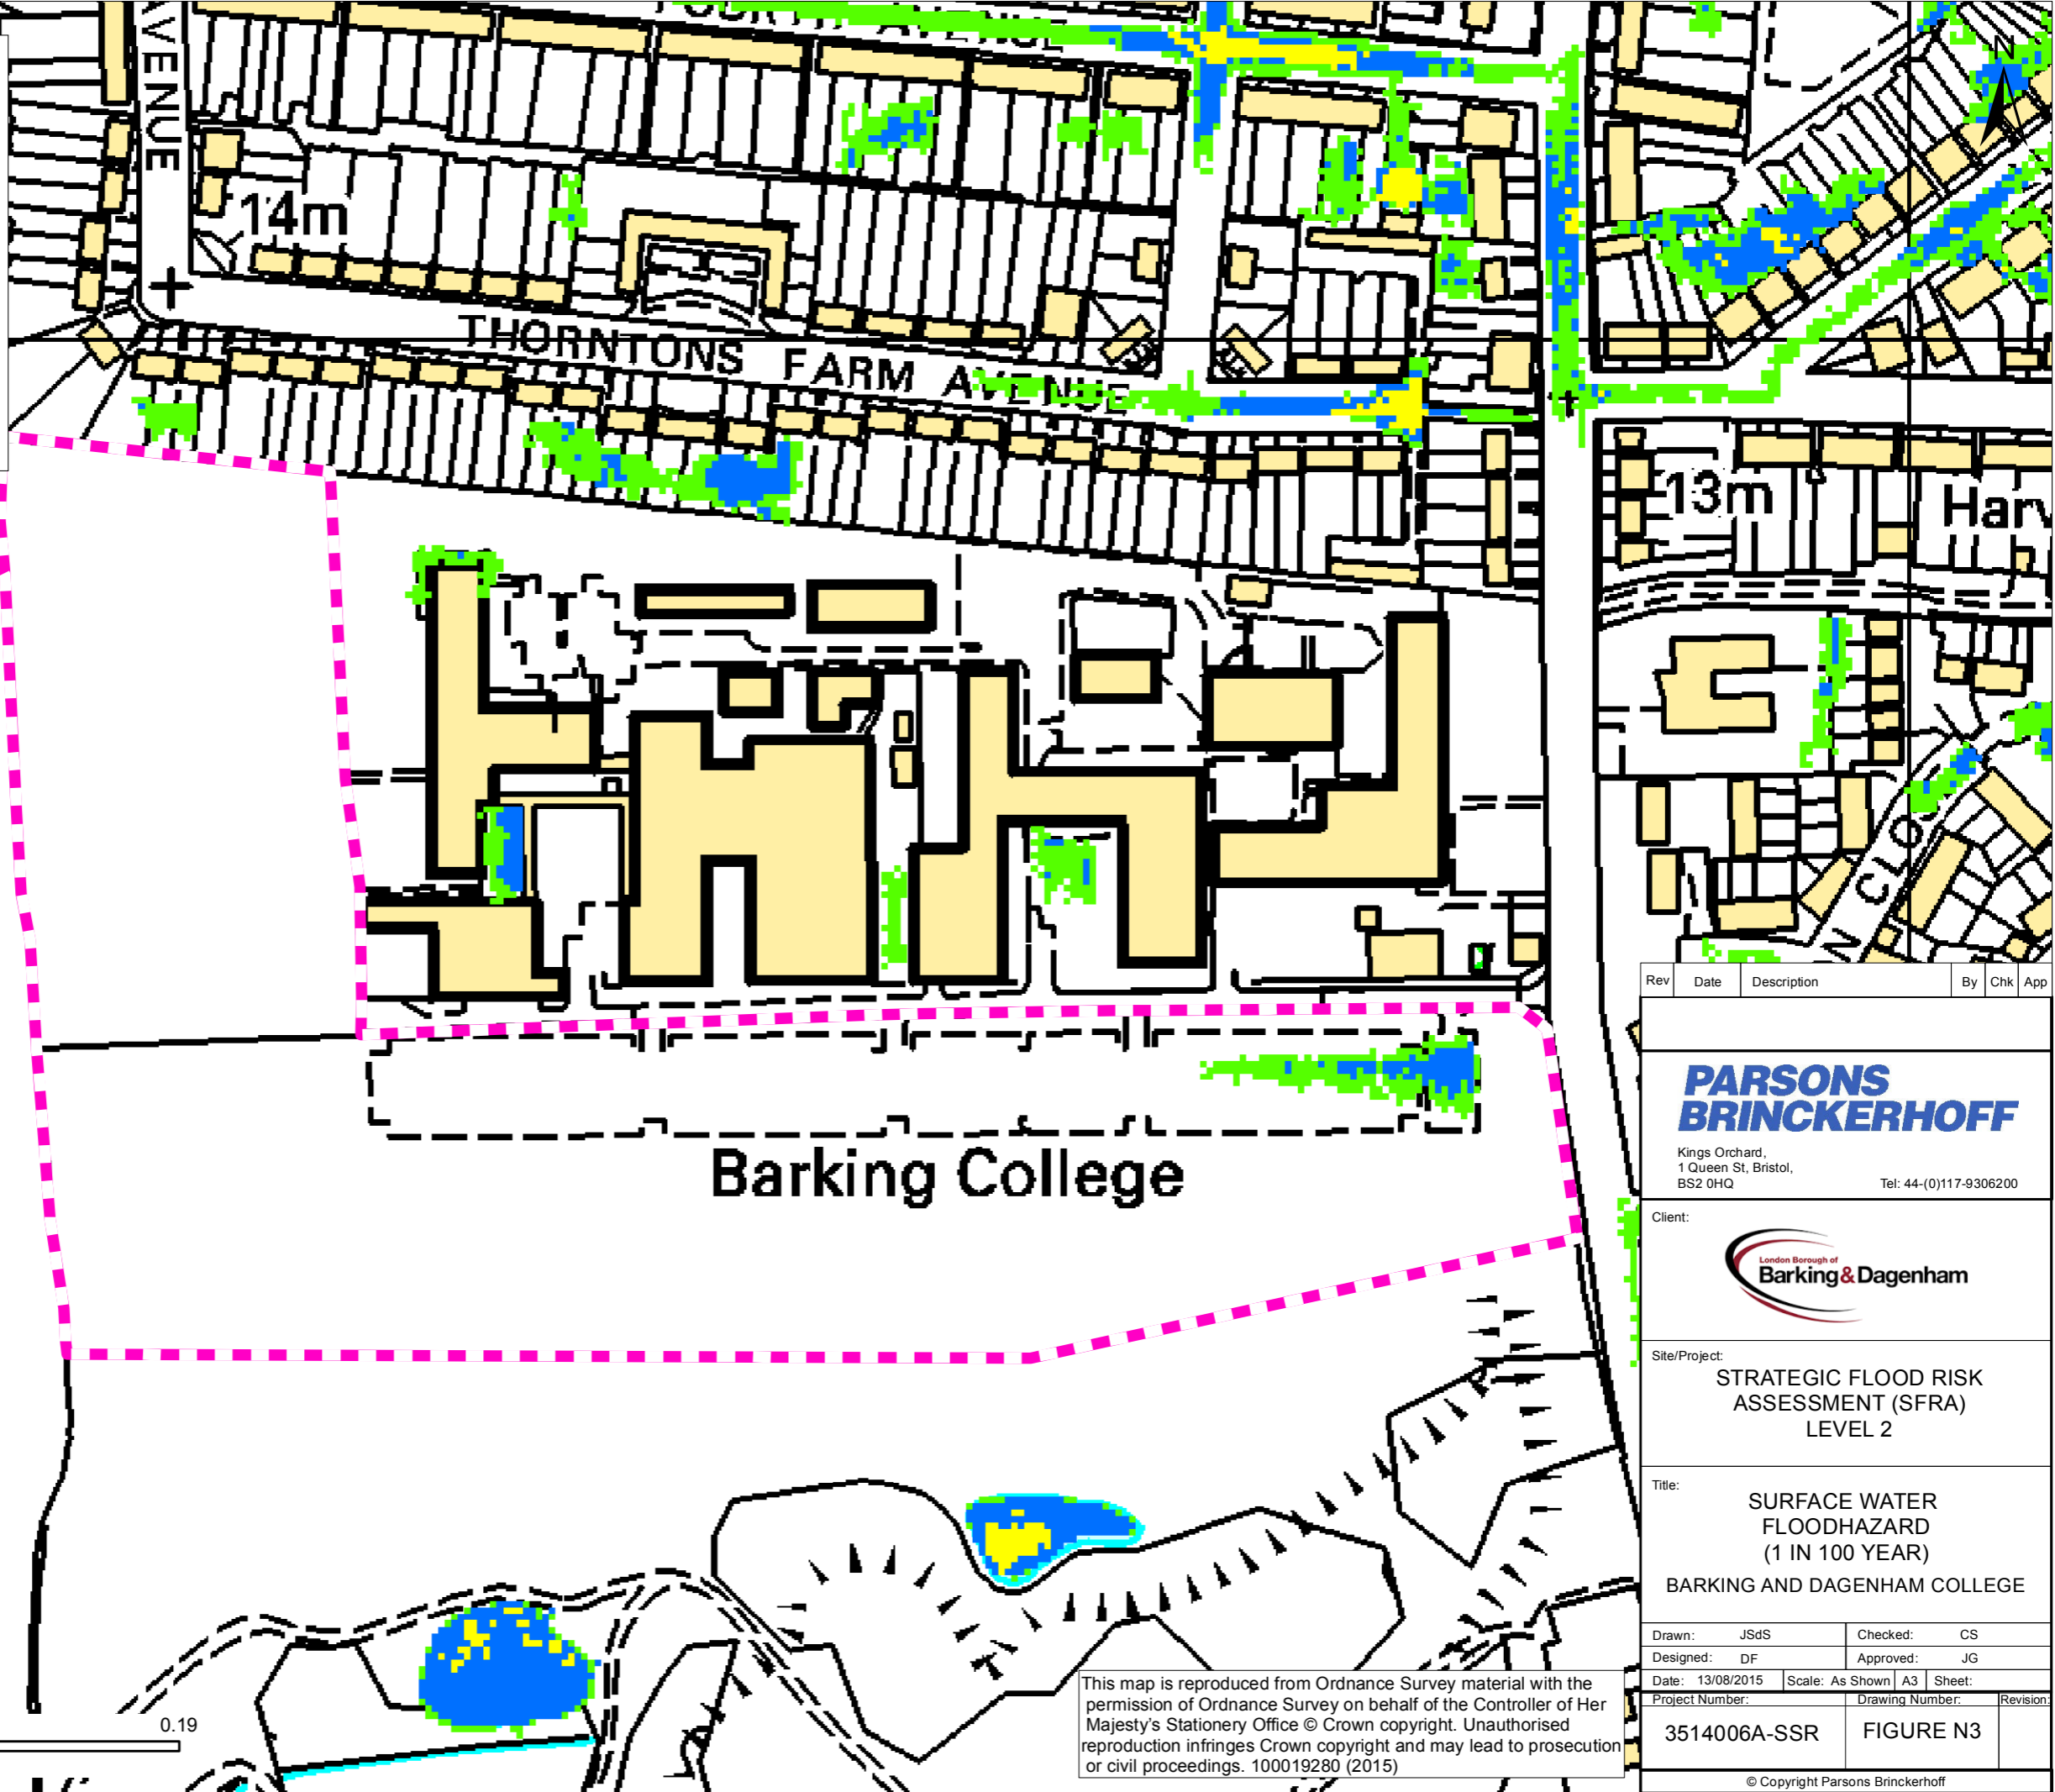 AVENUE
VENUE
N
14m
THORNTONS FARM AVENUE
13m
Har
N CLO
Barking College
0.19
This map is reproduced from Ordnance Survey material with the
permission of Ordnance Survey on behalf of the Controller of Her
Majesty's Stationery Office © Crown copyright. Unauthorised
reproduction infringes Crown copyright and may lead to prosecution
or civil proceedings. 100019280 (2015)
Rev Date Description By Chk App
PARSONS
BRINCKERHOFF
Kings Orchard,
1 Queen St, Bristol,
BS2 0HQ Tel: 44-(0)117-9306200
Client:
London Borough of
Barking&Dagenham
Site/Project:
STRATEGIC FLOOD RISK
ASSESSMENT (SFRA)
LEVEL 2
Title:
SURFACE WATER
FLOODHAZARD
(1 IN 100 YEAR)
BARKING AND DAGENHAM COLLEGE
Drawn: JSdS Checked: CS
Designed: DF Approved: JG
Date: 13/08/2015 Scale: As Shown A3 Sheet:
Project Number: Drawing Number: Revision:
3514006A-SSR FIGURE N3
© Copyright Parsons Brinckerhoff